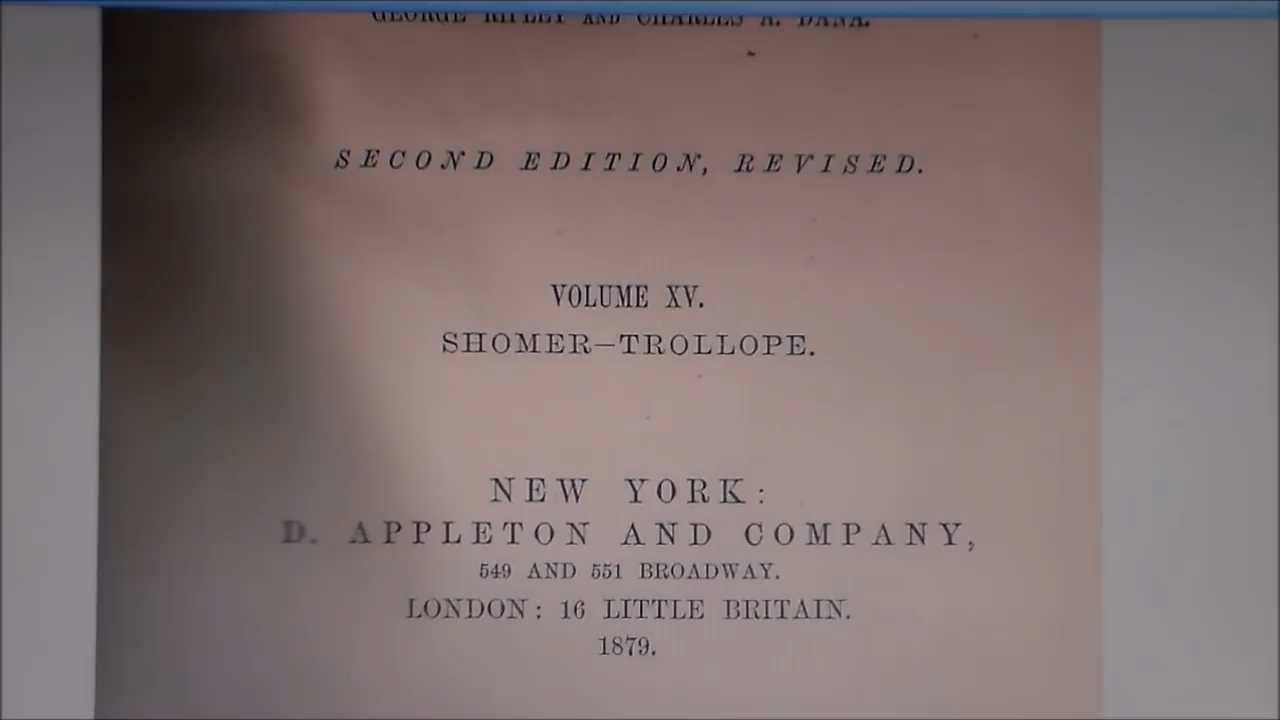 GEORGE RIPLEY AND CHARLES A. DANA.
SECOND EDITION, REVISED.
VOLUME XV.
SHOMER–TROLLOPE.
NEW YORK:
D. APPLETON AND COMPANY,
549 AND 551 BROADWAY.
LONDON: 16 LITTLE BRITAIN.
1879.